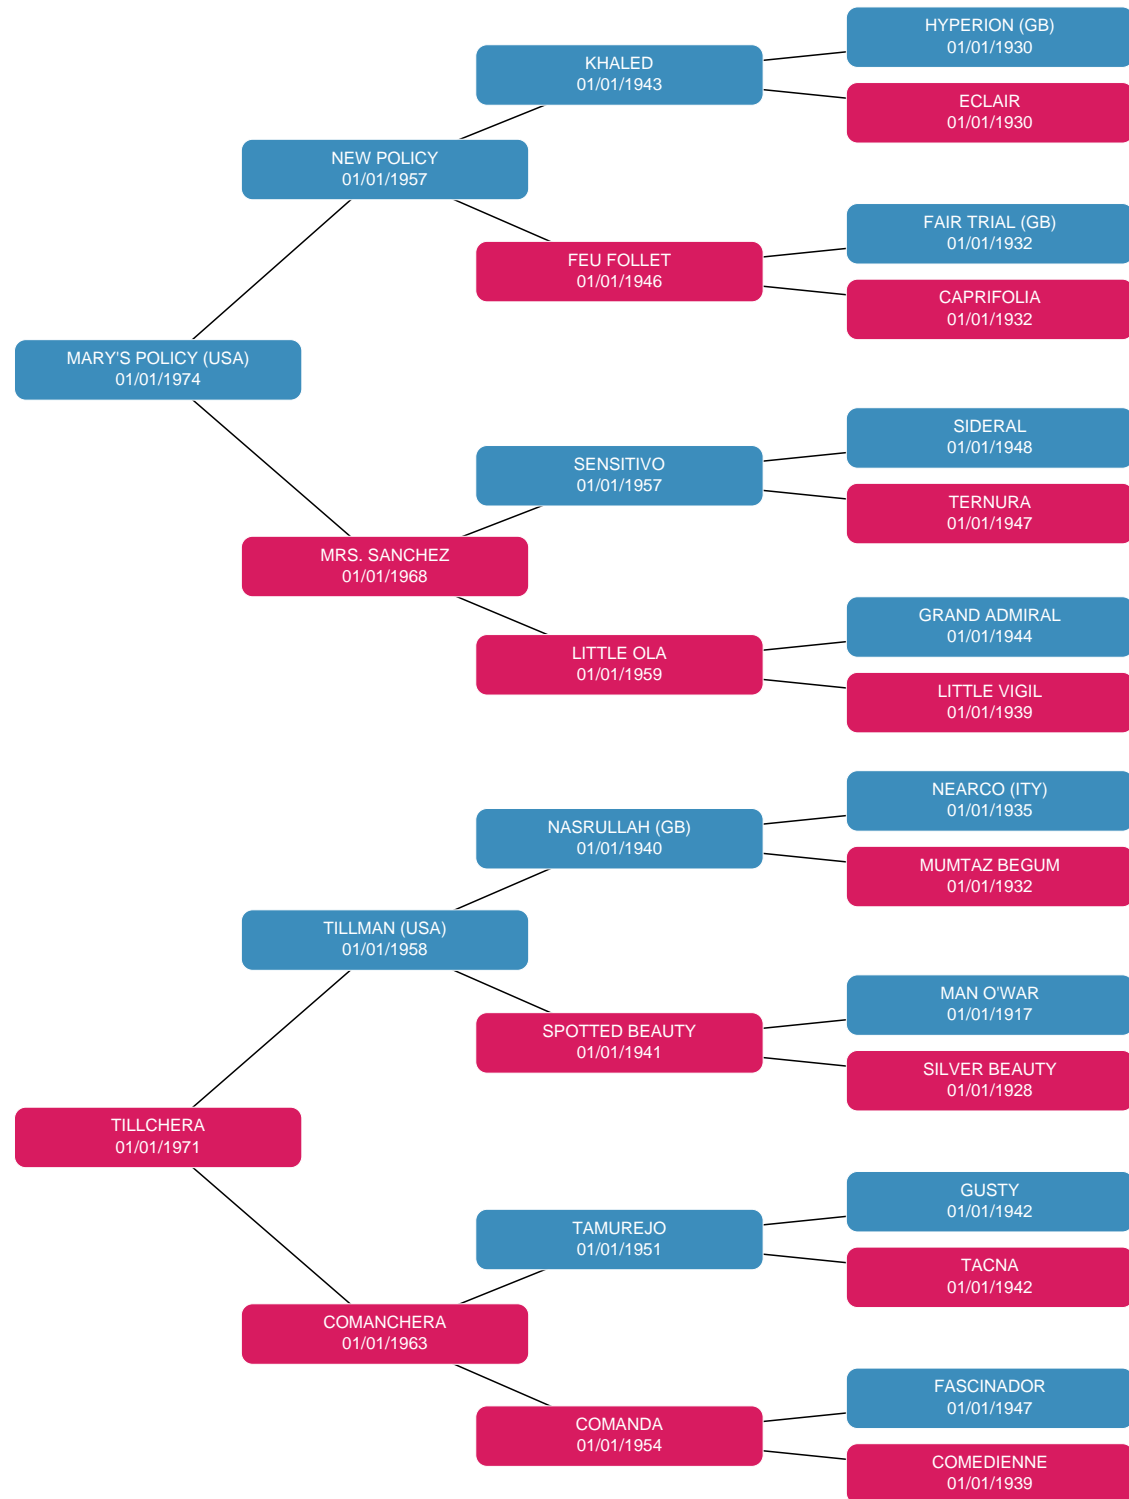 HYPERION (GB)
01/01/1930
KHALED
01/01/1943
ECLAIR
01/01/1930
NEW POLICY
01/01/1957
FAIR TRIAL (GB)
01/01/1932
FEU FOLLET
01/01/1946
CAPRIFOLIA
01/01/1932
MARY'S POLICY (USA)
01/01/1974
SIDERAL
01/01/1948
SENSITIVO
01/01/1957
TERNURA
01/01/1947
MRS. SANCHEZ
01/01/1968
GRAND ADMIRAL
01/01/1944
LITTLE OLA
01/01/1959
LITTLE VIGIL
01/01/1939
NEARCO (ITY)
01/01/1935
NASRULLAH (GB)
01/01/1940
MUMTAZ BEGUM
01/01/1932
TILLMAN (USA)
01/01/1958
MAN O'WAR
01/01/1917
SPOTTED BEAUTY
01/01/1941
SILVER BEAUTY
01/01/1928
TILLCHERA
01/01/1971
GUSTY
01/01/1942
TAMUREJO
01/01/1951
TACNA
01/01/1942
COMANCHERA
01/01/1963
FASCINADOR
01/01/1947
COMANDA
01/01/1954
COMEDIENNE
01/01/1939